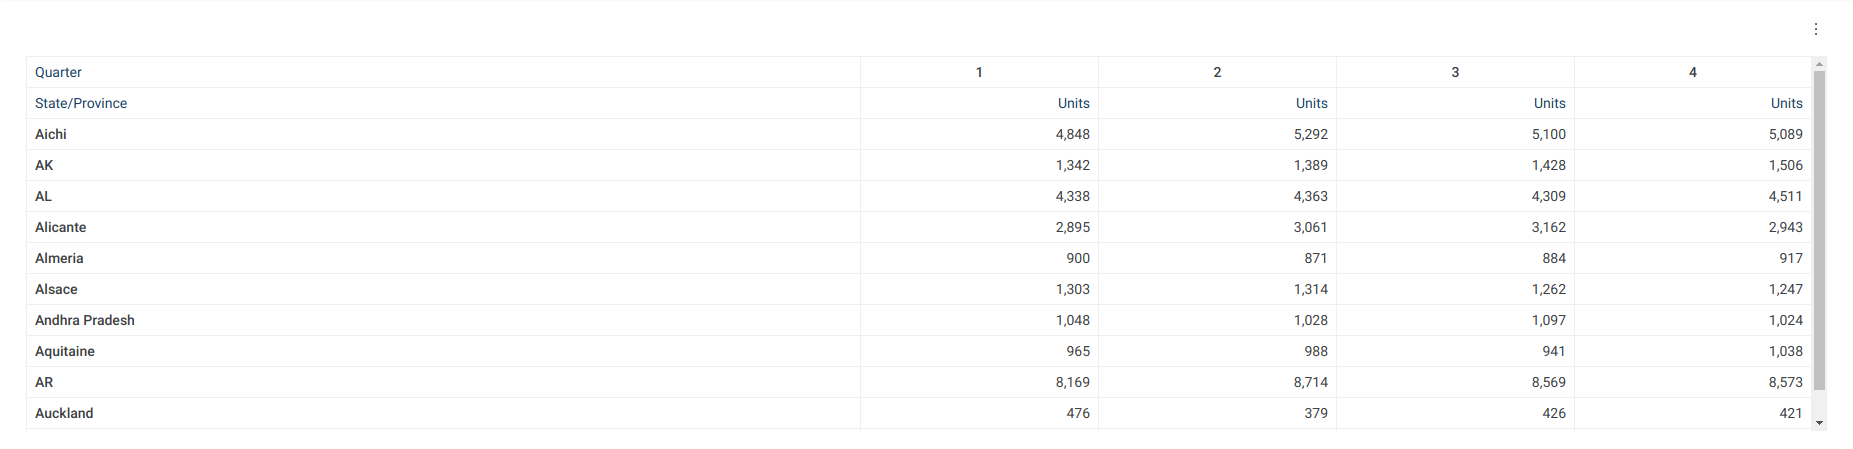 Quarter 1 2 3 4
State/Province Units Units Units Units
Aichi 4,848 5,292 5,100 5,089
AK 1,342 1,389 1,428 1,506
AL 4,338 4,363 4,309 4,511
Alicante 2,895 3,061 3,162 2,943
Almeria 900 871 884 917
Alsace 1,303 1,314 1,262 1,247
Andhra Pradesh 1,048 1,028 1,097 1,024
Aquitaine 965 988 941 1,038
AR 8,169 8,714 8,569 8,573
Auckland 476 379 426 421